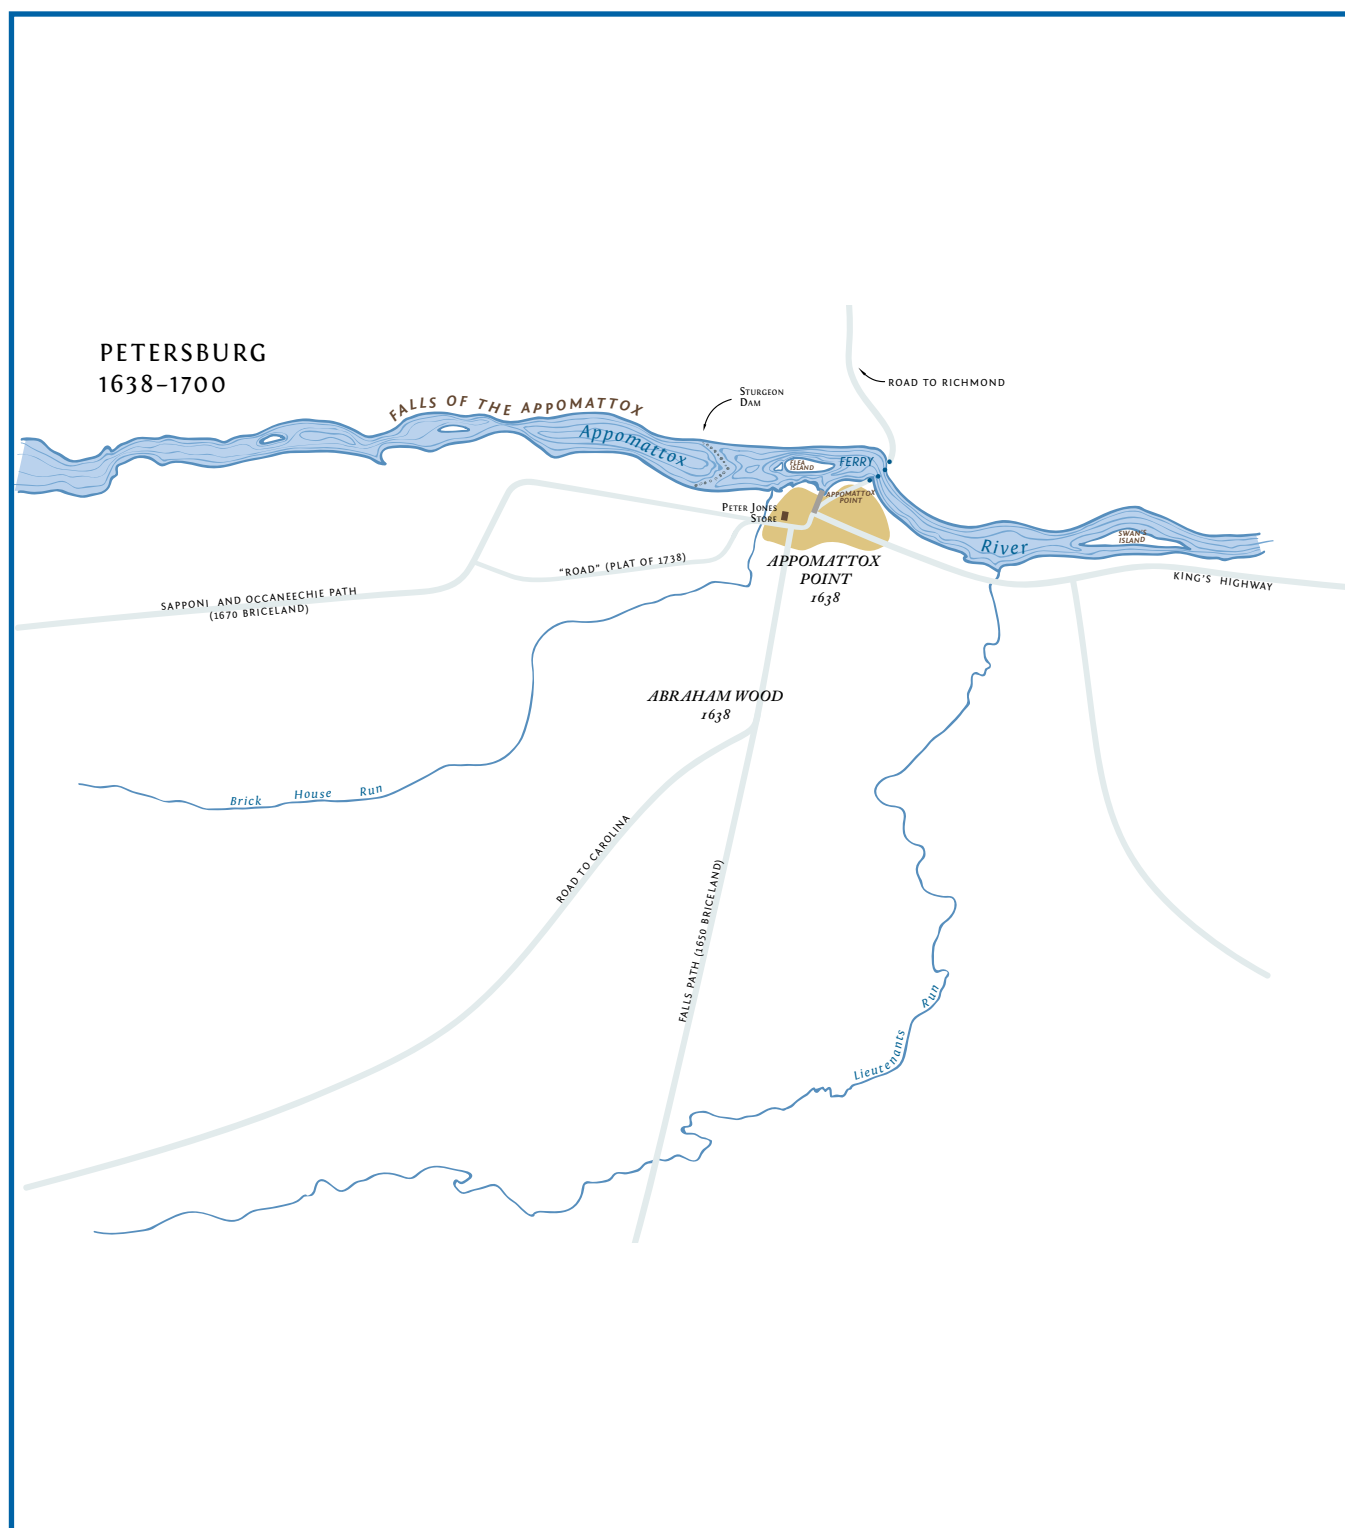 PETERSBURG
1638–1700
ROAD TO RICHMOND
Sturgeon
Dam
FALLS OF THE APPOMATTOX
Appomattox
FLEA
ISLAND
FERRY
APPOMATTOX
POINT
Peter Jones
Store
River
SWAN'S
ISLAND
"ROAD" (PLAT OF 1738)
APPOMATTOX
POINT
1638
KING'S HIGHWAY
SAPPONI AND OCCANEECHIE PATH
(1670 BRICELAND)
ABRAHAM WOOD
1638
Brick House Run
ROAD TO CAROLINA
FALLS PATH (1650 BRICELAND)
Lieutenants Run